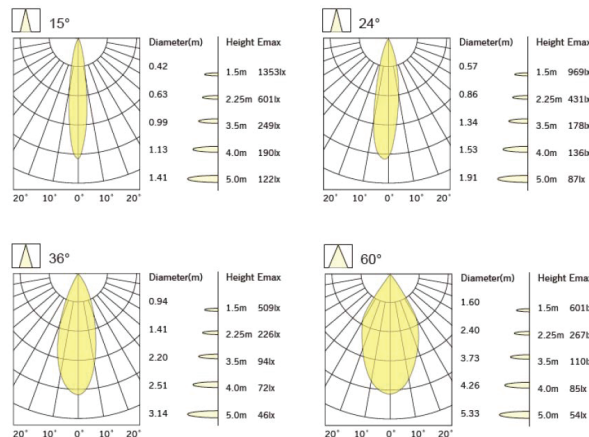 15°
Diameter(m) Height Emax
0.42 1.5m 1353lx
0.63 2.25m 601lx
0.99 3.5m 249lx
1.13 4.0m 190lx
1.41 5.0m 122lx
20° 10° 0° 10° 20°
24°
Diameter(m) Height Emax
0.57 1.5m 969lx
0.86 2.25m 431lx
1.34 3.5m 178lx
1.53 4.0m 136lx
1.91 5.0m 87lx
20° 10° 0° 10° 20°
36°
Diameter(m) Height Emax
0.94 1.5m 509lx
1.41 2.25m 226lx
2.20 3.5m 94lx
2.51 4.0m 72lx
3.14 5.0m 46lx
20° 10° 0° 10° 20°
60°
Diameter(m) Height Emax
1.60 1.5m 601lx
2.40 2.25m 267lx
3.73 3.5m 110lx
4.26 4.0m 85lx
5.33 5.0m 54lx
20° 10° 0° 10° 20°